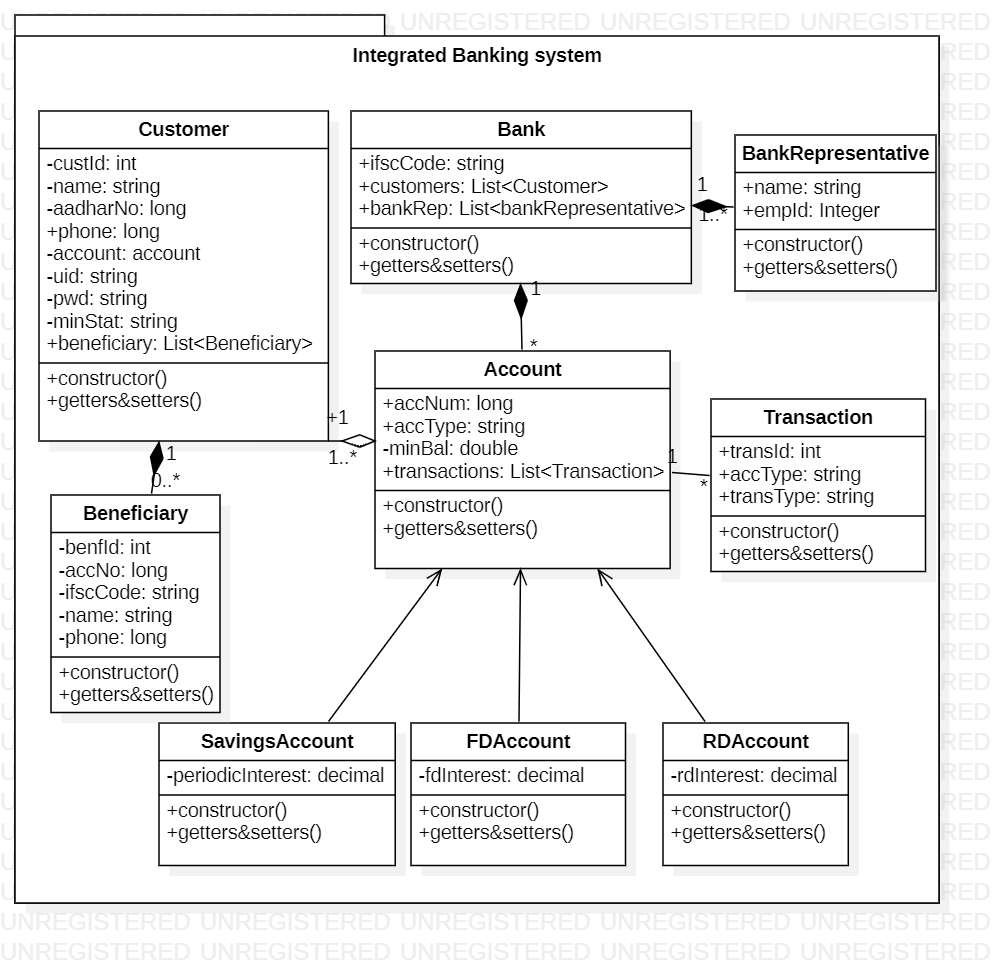 UNREGISTERED UNREGISTERED UNREGISTERED
Integrated Banking system
Customer
-custId: int
-name: string
-aadharNo: long
+phone: long
-account: account
-uid: string
-pwd: string
-minStat: string
+beneficiary: List<Beneficiary>
+constructor()
+getters&setters()
Bank
+ifscCode: string
+customers: List<Customer>
+bankRep: List<bankRepresentative>
+constructor()
+getters&setters()
1
1..*
BankRepresentative
+name: string
+empId: Integer
+constructor()
+getters&setters()
1
*
Account
+accNum: long
+accType: string
-minBal: double
+transactions: List<Transaction>
+constructor()
+getters&setters()
+1
1..*
1
*
Transaction
+transId: int
+accType: string
+transType: string
+constructor()
+getters&setters()
1
0..*
Beneficiary
-benfId: int
-accNo: long
-ifscCode: string
-name: string
-phone: long
+constructor()
+getters&setters()
SavingsAccount
-periodicInterest: decimal
+constructor()
+getters&setters()
FDAccount
-fdInterest: decimal
+constructor()
+getters&setters()
RDAccount
-rdInterest: decimal
+constructor()
+getters&setters()
UNREGISTERED UNREGISTERED UNREGISTERED UNREGISTERED UNREGISTERED
UNREGISTERED UNREGISTERED UNREGISTERED UNREGISTERED UNREGISTERED